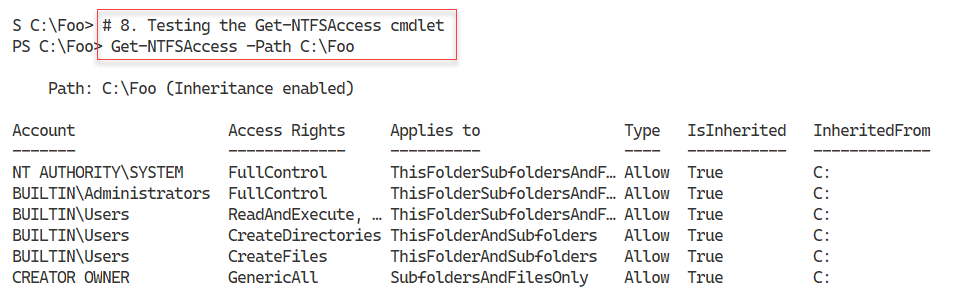 S C:\Foo> # 8. Testing the Get-NTFSAccess cmdlet
PS C:\Foo> Get-NTFSAccess -Path C:\Foo
Path: C:\Foo (Inheritance enabled)
Account Access Rights Applies to Type IsInherited InheritedFrom
------- ------------- ---------- ---- ----------- -------------
NT AUTHORITY\SYSTEM FullControl ThisFolderSubfoldersAndF… Allow True C:
BUILTIN\Administrators FullControl ThisFolderSubfoldersAndF… Allow True C:
BUILTIN\Users ReadAndExecute, … ThisFolderSubfoldersAndF… Allow True C:
BUILTIN\Users CreateDirectories ThisFolderAndSubfolders Allow True C:
BUILTIN\Users CreateFiles ThisFolderAndSubfolders Allow True C:
CREATOR OWNER GenericAll SubfoldersAndFilesOnly Allow True C: